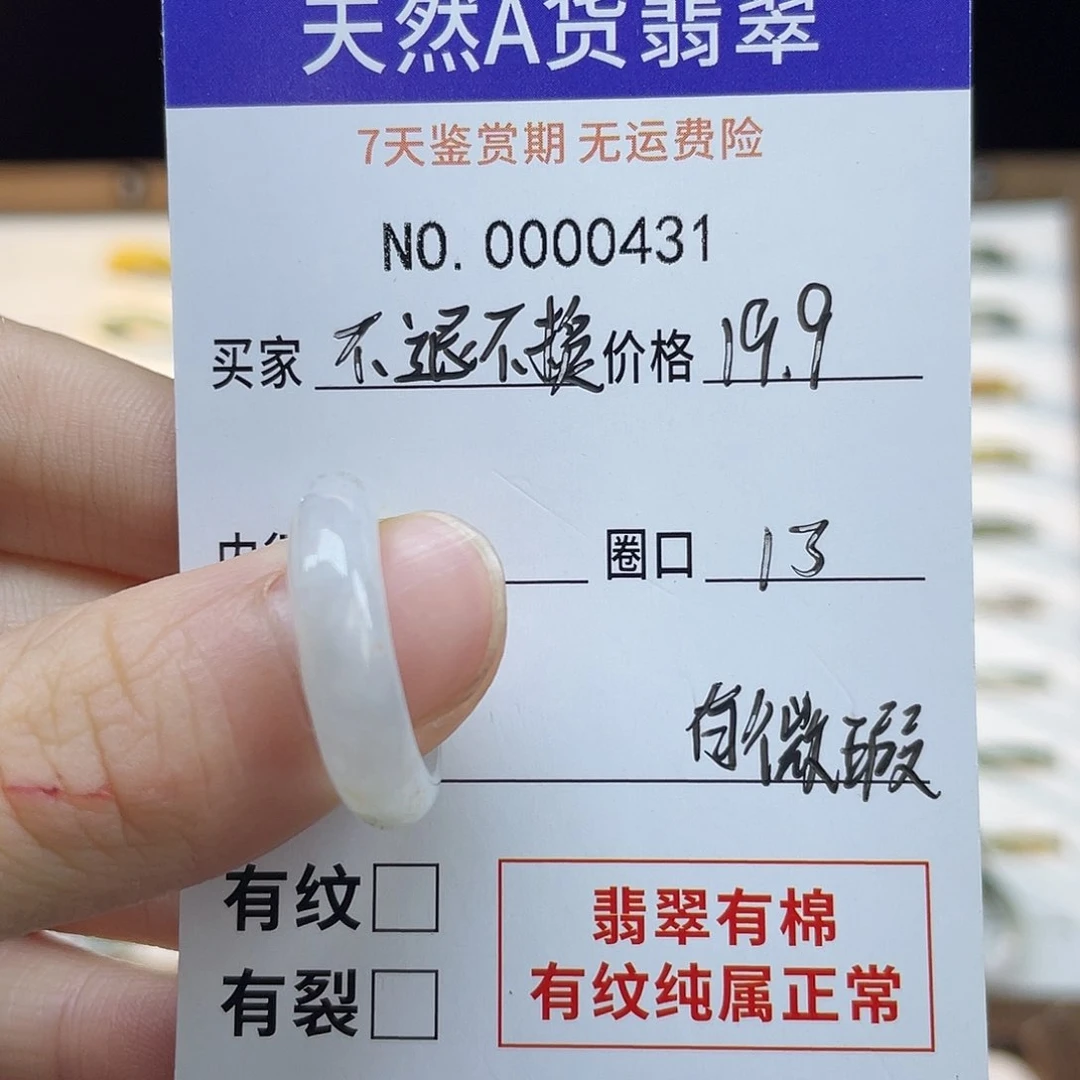 天然A货翡翠
7天鉴赏期 无运费险
NO. 0000431
买家 不退不换 价格 19.9
内径 圈口 13
有微瑕
有纹
有裂
翡翠有棉
有纹纯属正常